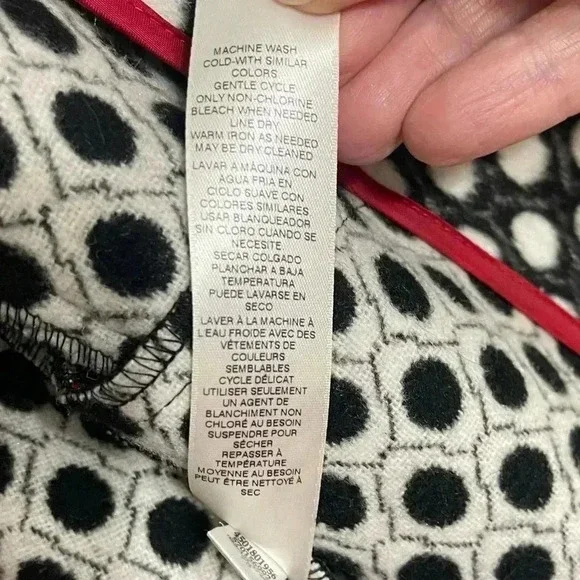 MACHINE WASH
COLD-WITH SIMILAR
COLORS
GENTLE CYCLE
ONLY NON-CHLORINE
BLEACH WHEN NEEDED
LINE DRY
WARM IRON AS NEEDED
MAY BE DRY CLEANED
LAVAR A MÀQUINA CON
AGUA FRIA EN
CICLO SUAVE CON
COLORES SIMILARES
USAR BLANQUEADOR
SIN CLORO CUANDO SE
NECESITE
SECAR COLGADO
PLANCHAR A BAJA
TEMPERATURA
PUEDE LAVARSE EN
SECO
LAVER À LA MACHINE À
L'EAU FROIDE AVEC DES
VÊTEMENTS DE
COULEURS
SEMBLABLES
CYCLE DÉLICAT
UTILISER SEULEMENT
UN AGENT DE
BLANCHIMENT NON
CHLORÉ AU BESOIN
SUSPENDRE POUR
SÉCHER
REPASSER À
TEMPÉRATURE
MOYENNE AU BESOIN
PEUT ÊTRE NETTOYÉ À
SEC